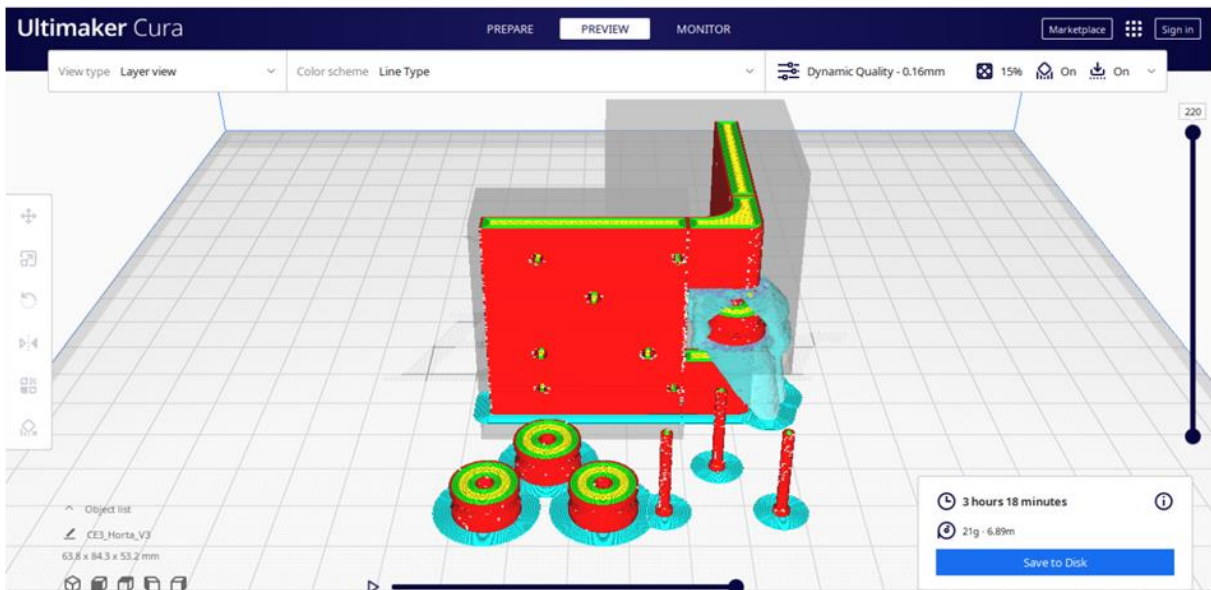 Ultimaker Cura
PREPARE PREVIEW MONITOR
Marketplace Sign in
View type Layer view Color scheme Line Type Dynamic Quality - 0.16mm 15% On On
220
Object list
CE3_Horta_V3
63.8 x 84.3 x 53.2 mm
3 hours 18 minutes
21g · 6.89m
Save to Disk